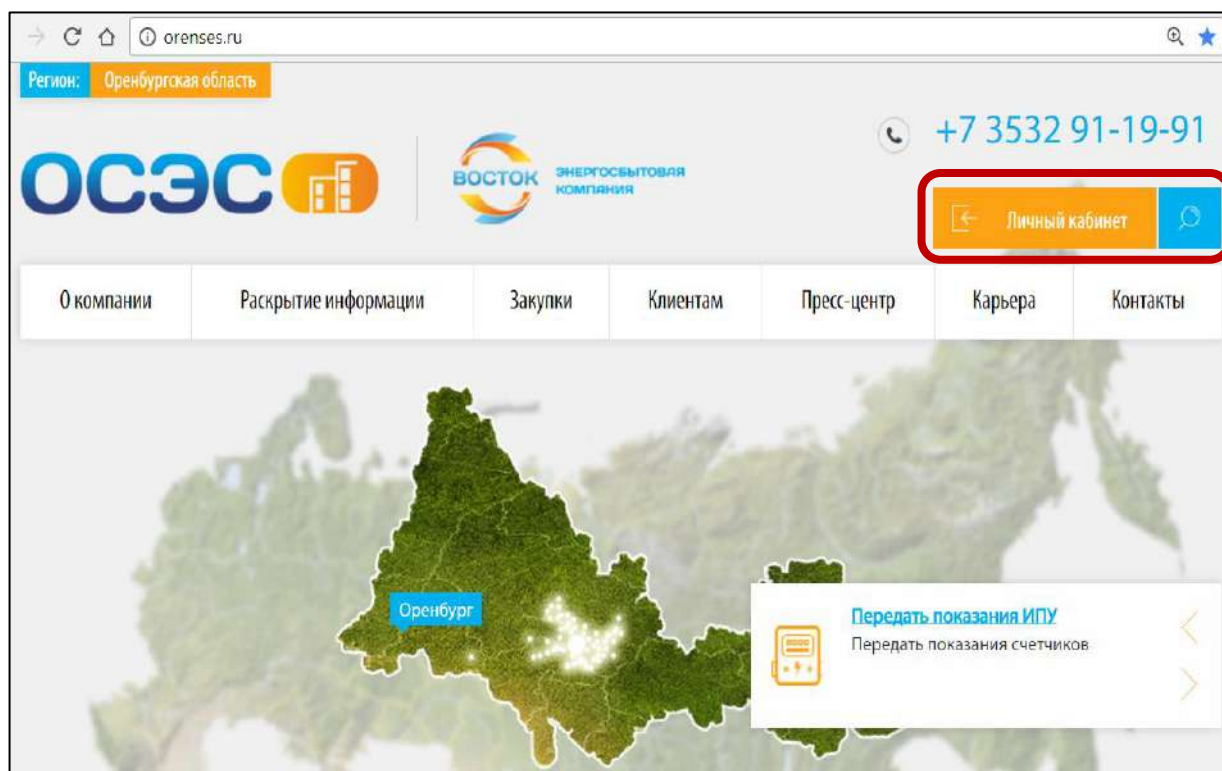 orenses.ru
Регион: Оренбургская область
+7 3532 91-19-91
ОСЭС
ВОСТОК
ЭНЕРГОСБЫТОВАЯ
КОМПАНИЯ
Личный кабинет
О компании Раскрытие информации Закупки Клиентам Пресс-центр Карьера Контакты
Оренбург
Передать показания ИПУ
Передать показания счетчиков